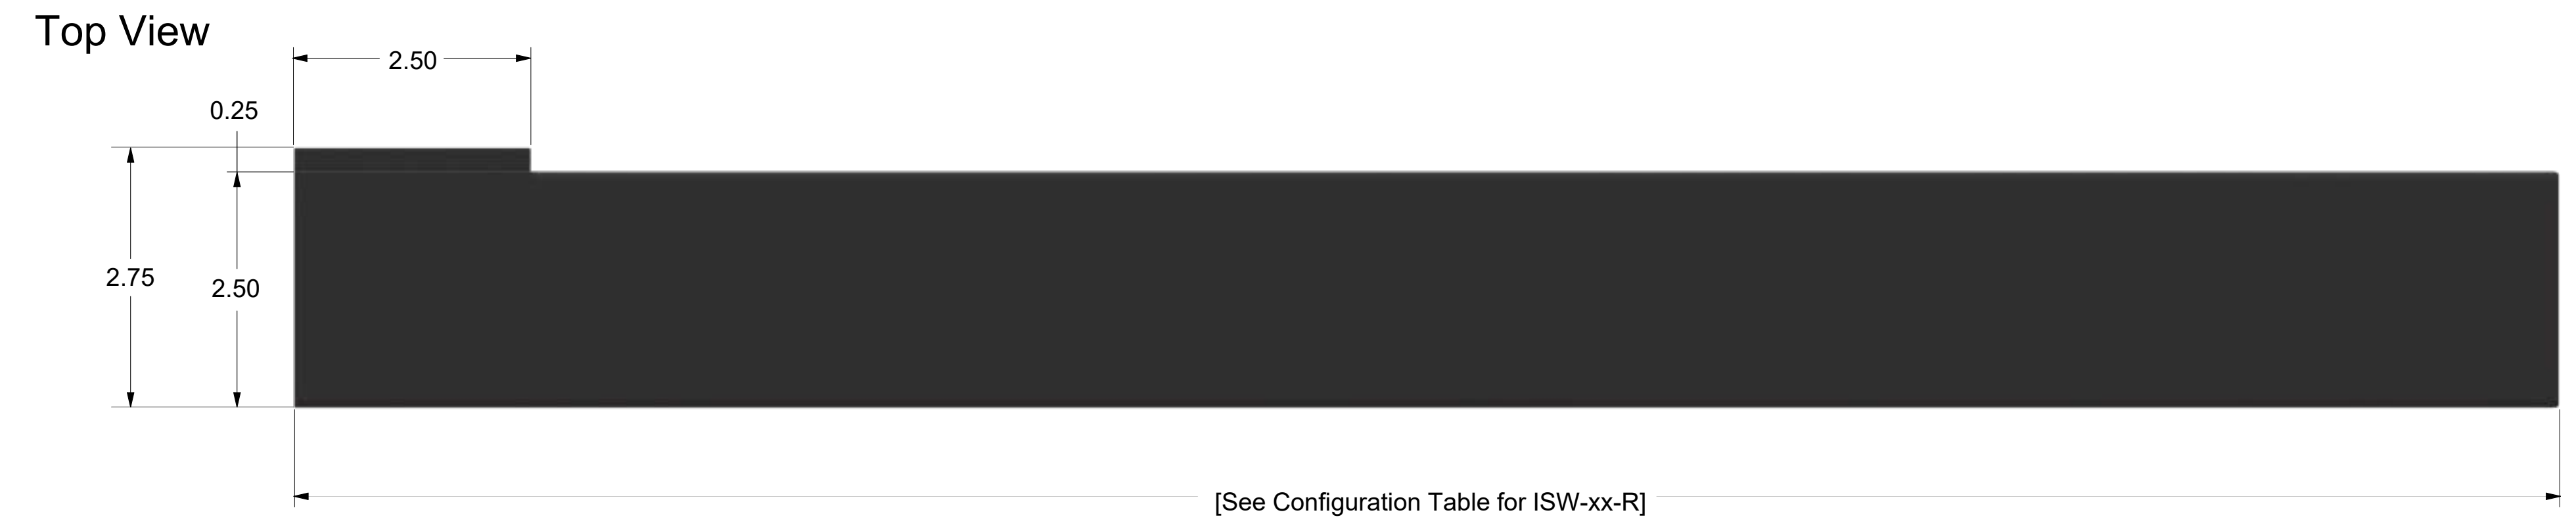 Top View
2.50
0.25
2.75
2.50
[See Configuration Table for ISW-xx-R]